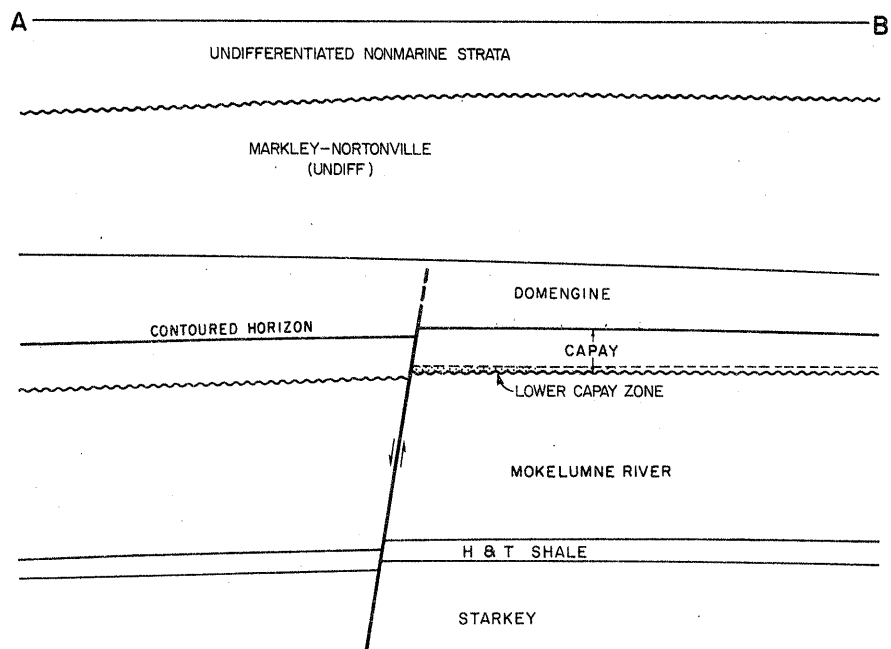 A
B
UNDIFFERENTIATED NONMARINE STRATA
MARKLEY-NORTONVILLE
(UNDIFF)
DOMENGINE
CONTOURED HORIZON
CAPAY
LOWER CAPAY ZONE
MOKELUMNE RIVER
H & T SHALE
STARKEY